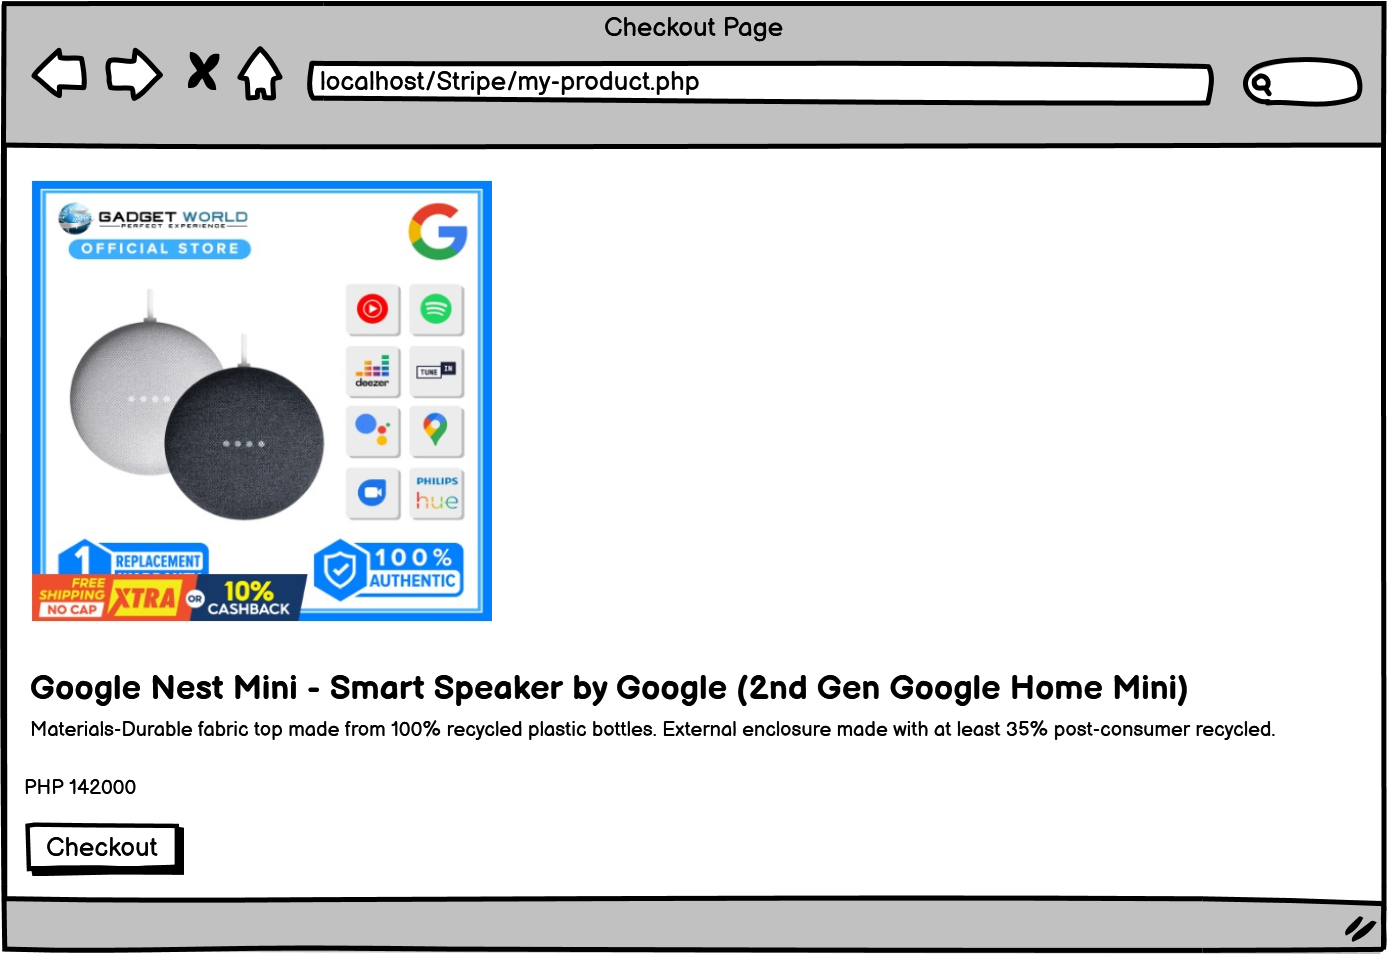 Checkout Page
localhost/Stripe/my-product.php
GADGET WORLD
PERFECT EXPERIENCE
OFFICIAL STORE
deezer
TUNE IN
PHILIPS
hue
1
REPLACEMENT
WARRANTY
100%
AUTHENTIC
FREE
SHIPPING
NO CAP
XTRA
OR
10%
CASHBACK
Google Nest Mini - Smart Speaker by Google (2nd Gen Google Home Mini)
Materials-Durable fabric top made from 100% recycled plastic bottles. External enclosure made with at least 35% post-consumer recycled.
PHP 142000
Checkout